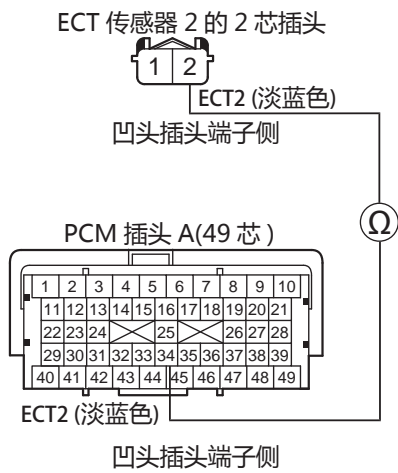 ECT 传感器 2 的 2 芯插头
1 2
ECT2 (淡蓝色)
凹头插头端子侧
Ω
PCM 插头 A(49 芯 )
1 2 3 4 5 6 7 8 9 10
11 12 13 14 15 16 17 18 19 20 21
22 23 24 25 26 27 28
29 30 31 32 33 34 35 36 37 38 39
40 41 42 43 44 45 46 47 48 49
ECT2 (淡蓝色)
凹头插头端子侧